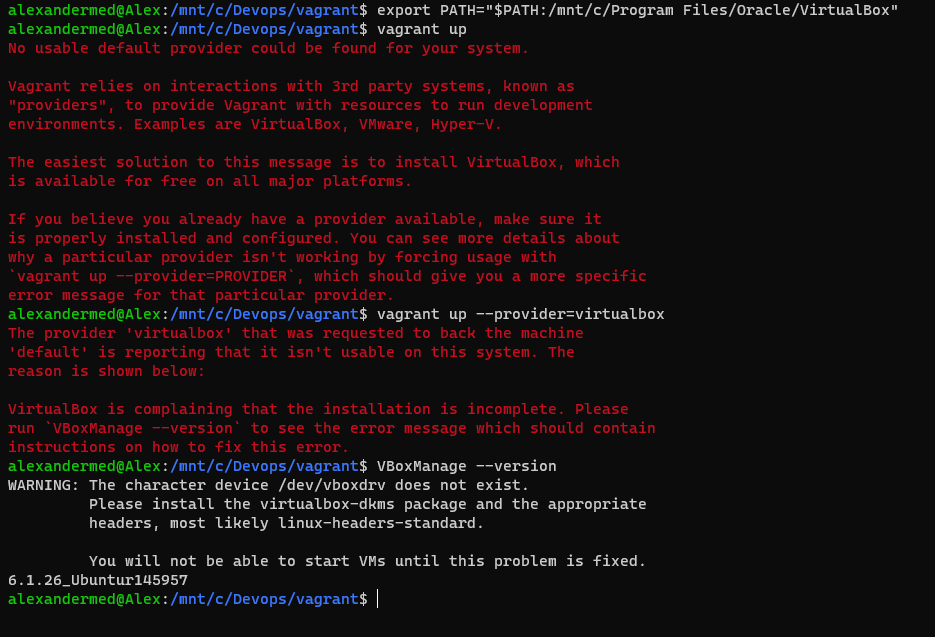 alexandermed@Alex:/mnt/c/Devops/vagrant$ export PATH="$PATH:/mnt/c/Program Files/Oracle/VirtualBox"
alexandermed@Alex:/mnt/c/Devops/vagrant$ vagrant up
No usable default provider could be found for your system.

Vagrant relies on interactions with 3rd party systems, known as
"providers", to provide Vagrant with resources to run development
environments. Examples are VirtualBox, VMware, Hyper-V.

The easiest solution to this message is to install VirtualBox, which
is available for free on all major platforms.

If you believe you already have a provider available, make sure it
is properly installed and configured. You can see more details about
why a particular provider isn't working by forcing usage with
`vagrant up --provider=PROVIDER`, which should give you a more specific
error message for that particular provider.
alexandermed@Alex:/mnt/c/Devops/vagrant$ vagrant up --provider=virtualbox
The provider 'virtualbox' that was requested to back the machine
'default' is reporting that it isn't usable on this system. The
reason is shown below:

VirtualBox is complaining that the installation is incomplete. Please
run `VBoxManage --version` to see the error message which should contain
instructions on how to fix this error.
alexandermed@Alex:/mnt/c/Devops/vagrant$ VBoxManage --version
WARNING: The character device /dev/vboxdrv does not exist.
         Please install the virtualbox-dkms package and the appropriate
         headers, most likely linux-headers-standard.

         You will not be able to start VMs until this problem is fixed.
6.1.26_Ubuntur145957
alexandermed@Alex:/mnt/c/Devops/vagrant$